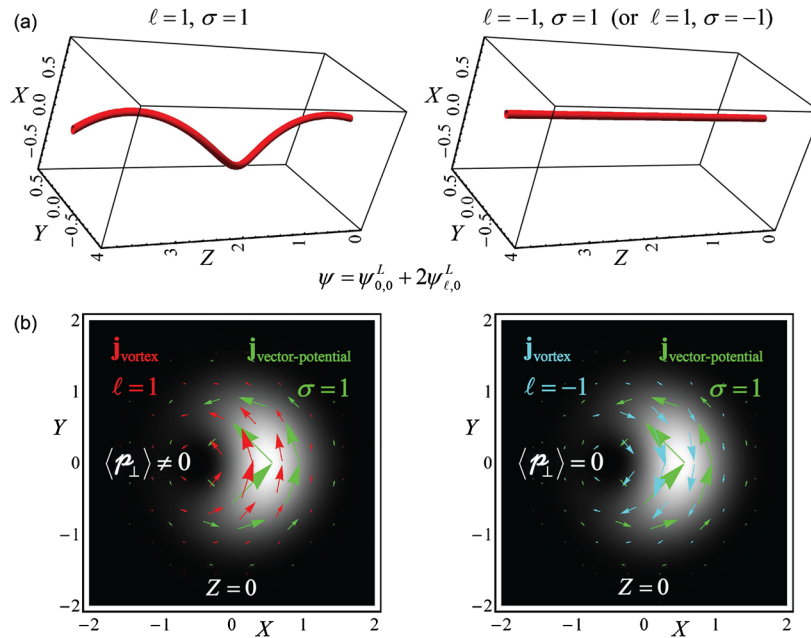 (a)
ℓ = 1, σ = 1
ℓ = −1, σ = 1 (or ℓ = 1, σ = −1)
X
0.5
0.0
−0.5
Y
0.5
0.0
−0.5
4
3
2
1
0
Z
X
0.5
0.0
−0.5
Y
0.5
0.0
−0.5
4
3
2
1
0
Z
ψ = ψ^L_{0,0} + 2ψ^L_{ℓ,0}
(b)
j_vortex
ℓ = 1
j_vector-potential
σ = 1
⟨𝓅_⊥⟩ ≠ 0
Z = 0
Y
2
1
0
−1
−2
−2
−1
0
1
2
X
j_vortex
ℓ = −1
j_vector-potential
σ = 1
⟨𝓅_⊥⟩ = 0
Z = 0
Y
2
1
0
−1
−2
−2
−1
0
1
2
X